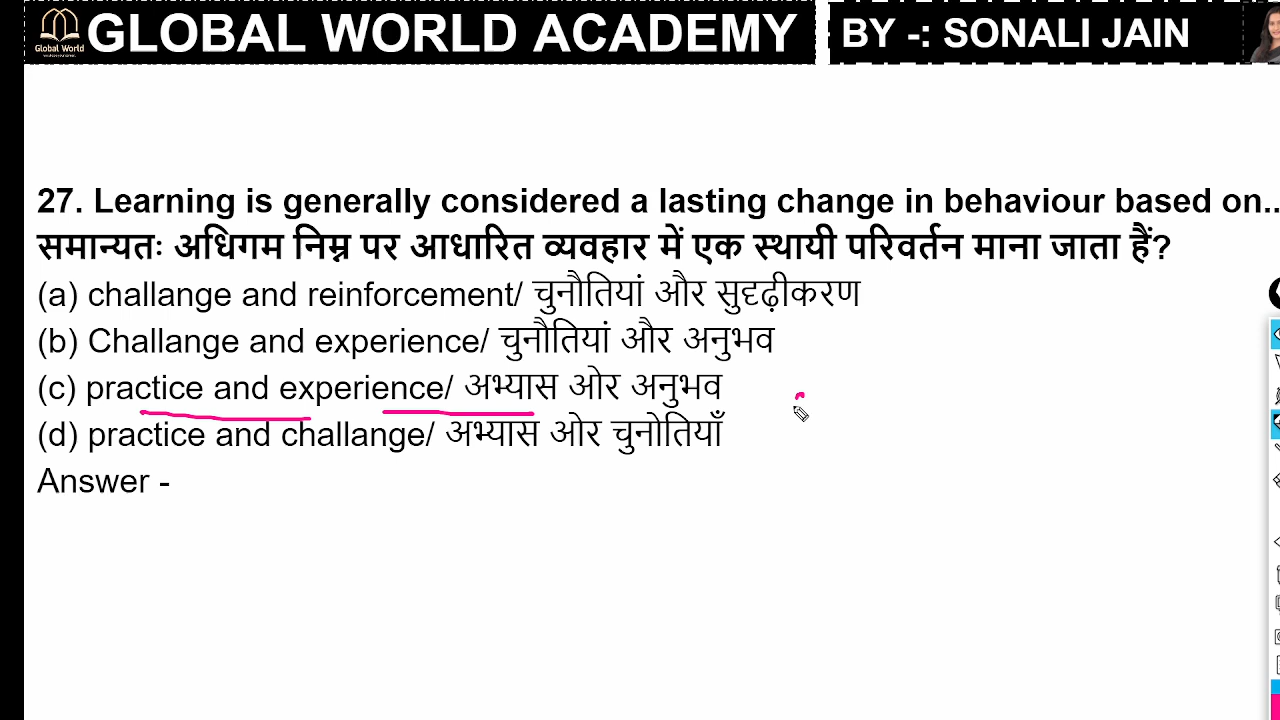 Global World
GLOBAL WORLD ACADEMY
BY -: SONALI JAIN
27. Learning is generally considered a lasting change in behaviour based on..
समान्यतः अधिगम निम्न पर आधारित व्यवहार में एक स्थायी परिवर्तन माना जाता हैं?
(a) challange and reinforcement/ चुनौतियां और सुदृढ़ीकरण
(b) Challange and experience/ चुनौतियां और अनुभव
(c) practice and experience/ अभ्यास ओर अनुभव
(d) practice and challange/ अभ्यास ओर चुनोतियाँ
Answer -